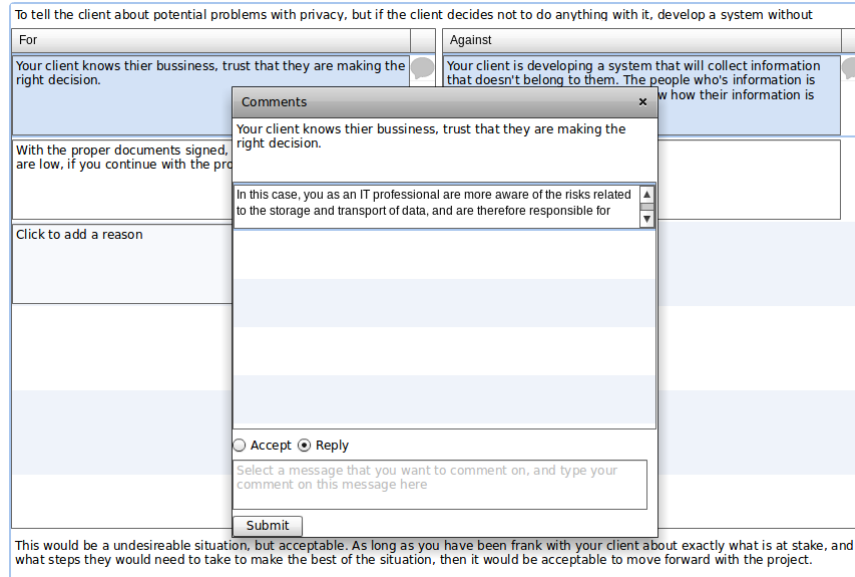 To tell the client about potential problems with privacy, but if the client decides not to do anything with it, develop a system without
For
Against
Your client knows thier bussiness, trust that they are making the
right decision.
Your client is developing a system that will collect information
that doesn't belong to them. The people who's information is
w how their information is
With the proper documents signed,
are low, if you continue with the pro
Click to add a reason
Comments
×
Your client knows thier bussiness, trust that they are making the
right decision.
In this case, you as an IT professional are more aware of the risks related
to the storage and transport of data, and are therefore responsible for
Accept Reply
Select a message that you want to comment on, and type your
comment on this message here
Submit
This would be a undesireable situation, but acceptable. As long as you have been frank with your client about exactly what is at stake, and
what steps they would need to take to make the best of the situation, then it would be acceptable to move forward with the project.